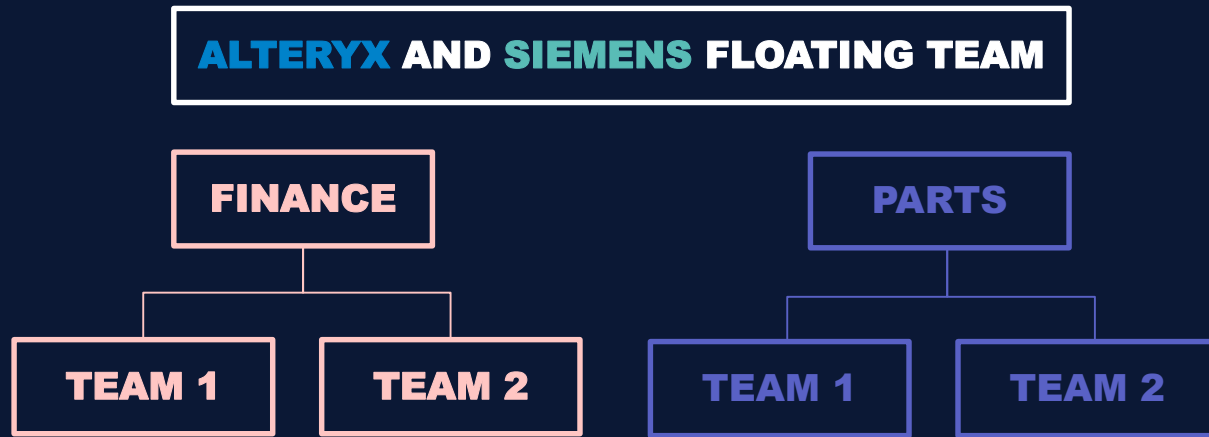 ALTERYX AND SIEMENS FLOATING TEAM
FINANCE
PARTS
TEAM 1
TEAM 2
TEAM 1
TEAM 2